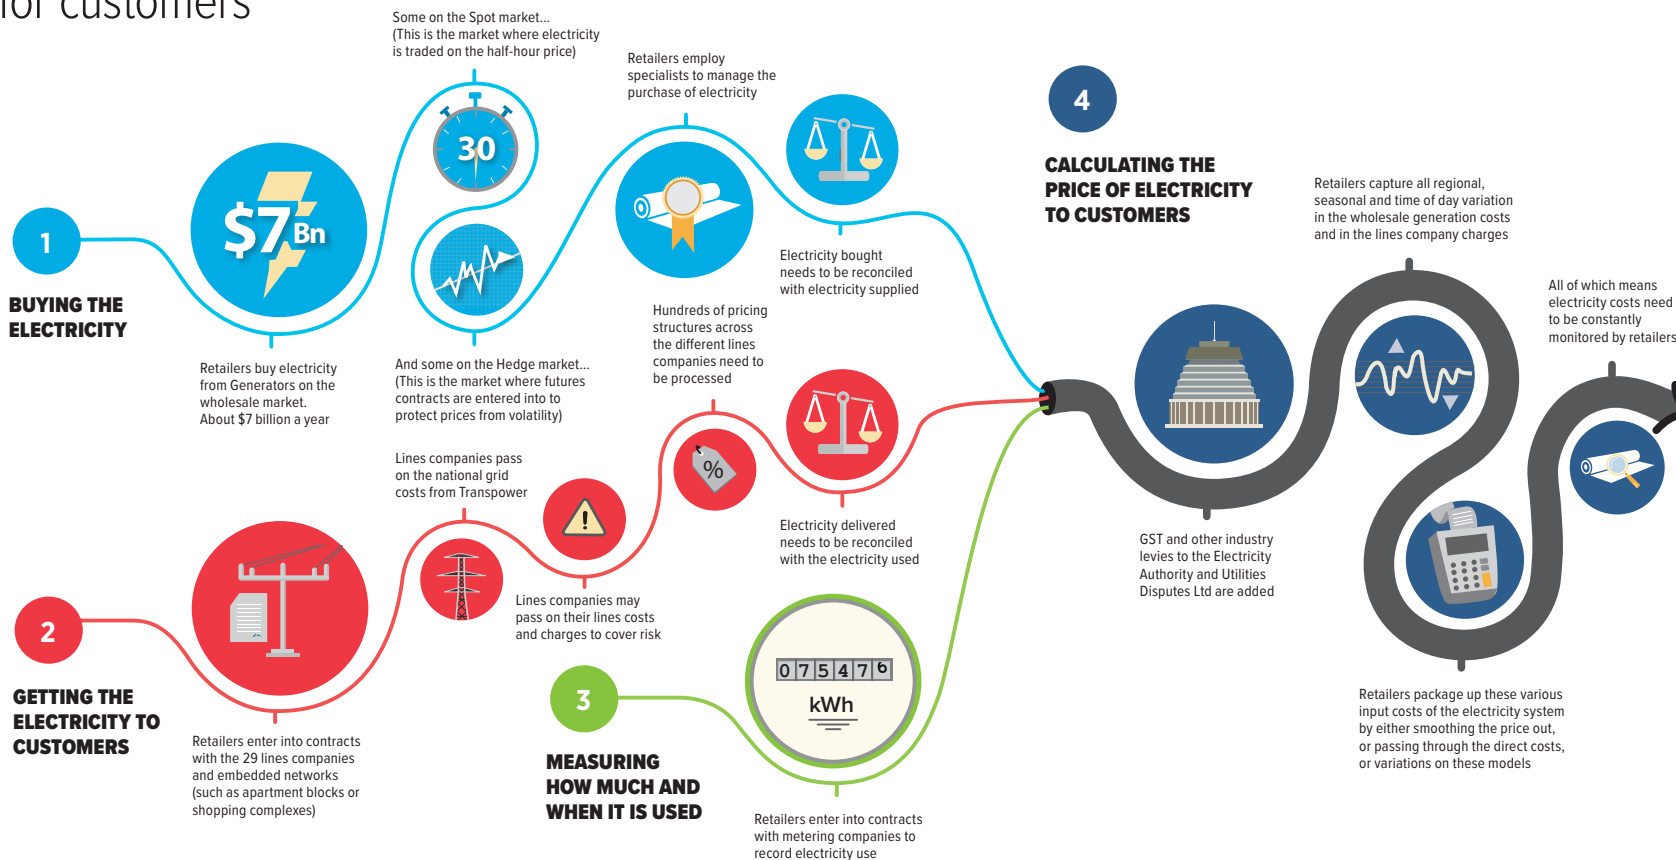 for customers
1
BUYING THE
ELECTRICITY
$7Bn
Retailers buy electricity
from Generators on the
wholesale market.
About $7 billion a year
Some on the Spot market...
(This is the market where electricity
is traded on the half-hour price)
30
And some on the Hedge market...
(This is the market where futures
contracts are entered into to
protect prices from volatility)
Retailers employ
specialists to manage the
purchase of electricity
Electricity bought
needs to be reconciled
with electricity supplied
2
GETTING THE
ELECTRICITY TO
CUSTOMERS
Retailers enter into contracts
with the 29 lines companies
and embedded networks
(such as apartment blocks or
shopping complexes)
Lines companies pass
on the national grid
costs from Transpower
!
Lines companies may
pass on their lines costs
and charges to cover risk
Hundreds of pricing
structures across
the different lines
companies need to
be processed
%
Electricity delivered
needs to be reconciled
with the electricity used
3
MEASURING
HOW MUCH AND
WHEN IT IS USED
075476
kWh
Retailers enter into contracts
with metering companies to
record electricity use
4
CALCULATING THE
PRICE OF ELECTRICITY
TO CUSTOMERS
GST and other industry
levies to the Electricity
Authority and Utilities
Disputes Ltd are added
Retailers capture all regional,
seasonal and time of day variation
in the wholesale generation costs
and in the lines company charges
Retailers package up these various
input costs of the electricity system
by either smoothing the price out,
or passing through the direct costs,
or variations on these models
All of which means
electricity costs need
to be constantly
monitored by retailers